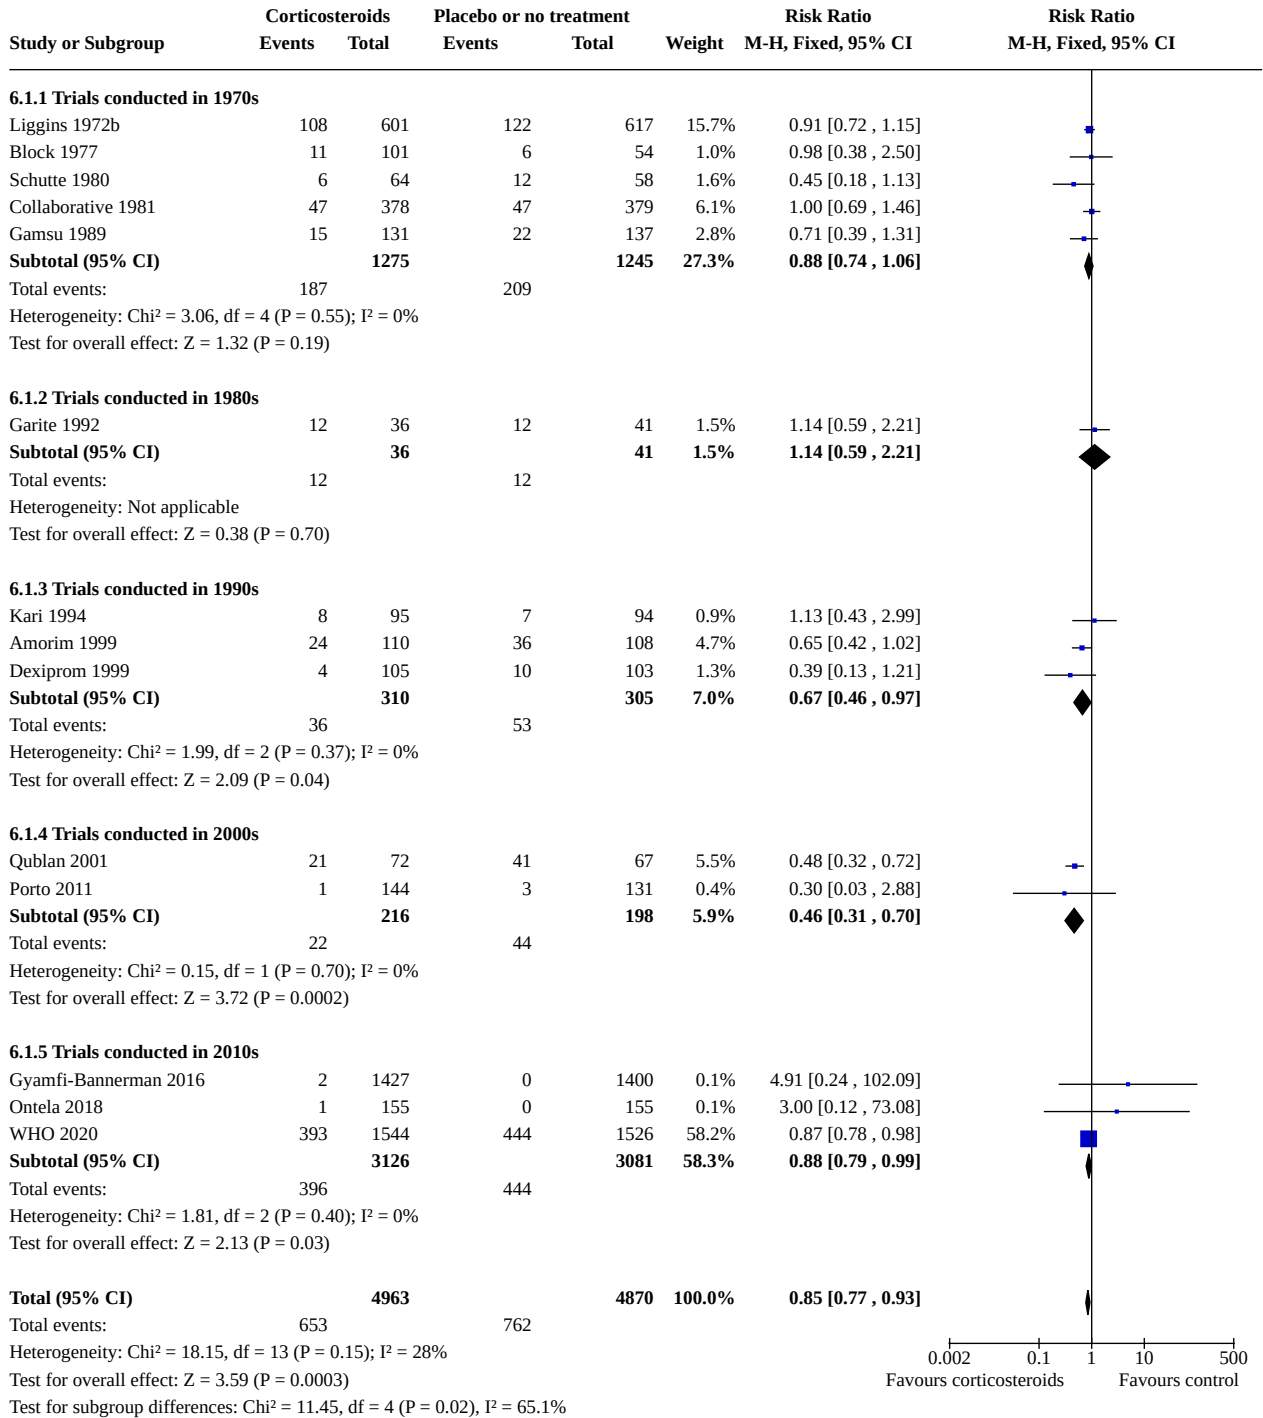 Corticosteroids Placebo or no treatment Risk Ratio Risk Ratio
Study or Subgroup Events Total Events Total Weight M-H, Fixed, 95% CI M-H, Fixed, 95% CI
6.1.1 Trials conducted in 1970s
Liggins 1972b 108 601 122 617 15.7% 0.91 [0.72 , 1.15]
Block 1977 11 101 6 54 1.0% 0.98 [0.38 , 2.50]
Schutte 1980 6 64 12 58 1.6% 0.45 [0.18 , 1.13]
Collaborative 1981 47 378 47 379 6.1% 1.00 [0.69 , 1.46]
Gamsu 1989 15 131 22 137 2.8% 0.71 [0.39 , 1.31]
Subtotal (95% CI) 1275 1245 27.3% 0.88 [0.74 , 1.06]
Total events: 187 209
Heterogeneity: Chi² = 3.06, df = 4 (P = 0.55); I² = 0%
Test for overall effect: Z = 1.32 (P = 0.19)
6.1.2 Trials conducted in 1980s
Garite 1992 12 36 12 41 1.5% 1.14 [0.59 , 2.21]
Subtotal (95% CI) 36 41 1.5% 1.14 [0.59 , 2.21]
Total events: 12 12
Heterogeneity: Not applicable
Test for overall effect: Z = 0.38 (P = 0.70)
6.1.3 Trials conducted in 1990s
Kari 1994 8 95 7 94 0.9% 1.13 [0.43 , 2.99]
Amorim 1999 24 110 36 108 4.7% 0.65 [0.42 , 1.02]
Dexiprom 1999 4 105 10 103 1.3% 0.39 [0.13 , 1.21]
Subtotal (95% CI) 310 305 7.0% 0.67 [0.46 , 0.97]
Total events: 36 53
Heterogeneity: Chi² = 1.99, df = 2 (P = 0.37); I² = 0%
Test for overall effect: Z = 2.09 (P = 0.04)
6.1.4 Trials conducted in 2000s
Qublan 2001 21 72 41 67 5.5% 0.48 [0.32 , 0.72]
Porto 2011 1 144 3 131 0.4% 0.30 [0.03 , 2.88]
Subtotal (95% CI) 216 198 5.9% 0.46 [0.31 , 0.70]
Total events: 22 44
Heterogeneity: Chi² = 0.15, df = 1 (P = 0.70); I² = 0%
Test for overall effect: Z = 3.72 (P = 0.0002)
6.1.5 Trials conducted in 2010s
Gyamfi-Bannerman 2016 2 1427 0 1400 0.1% 4.91 [0.24 , 102.09]
Ontela 2018 1 155 0 155 0.1% 3.00 [0.12 , 73.08]
WHO 2020 393 1544 444 1526 58.2% 0.87 [0.78 , 0.98]
Subtotal (95% CI) 3126 3081 58.3% 0.88 [0.79 , 0.99]
Total events: 396 444
Heterogeneity: Chi² = 1.81, df = 2 (P = 0.40); I² = 0%
Test for overall effect: Z = 2.13 (P = 0.03)
Total (95% CI) 4963 4870 100.0% 0.85 [0.77 , 0.93]
Total events: 653 762
Heterogeneity: Chi² = 18.15, df = 13 (P = 0.15); I² = 28%
0.002 0.1 1 10 500
Test for overall effect: Z = 3.59 (P = 0.0003)
Favours corticosteroids Favours control
Test for subgroup differences: Chi² = 11.45, df = 4 (P = 0.02), I² = 65.1%